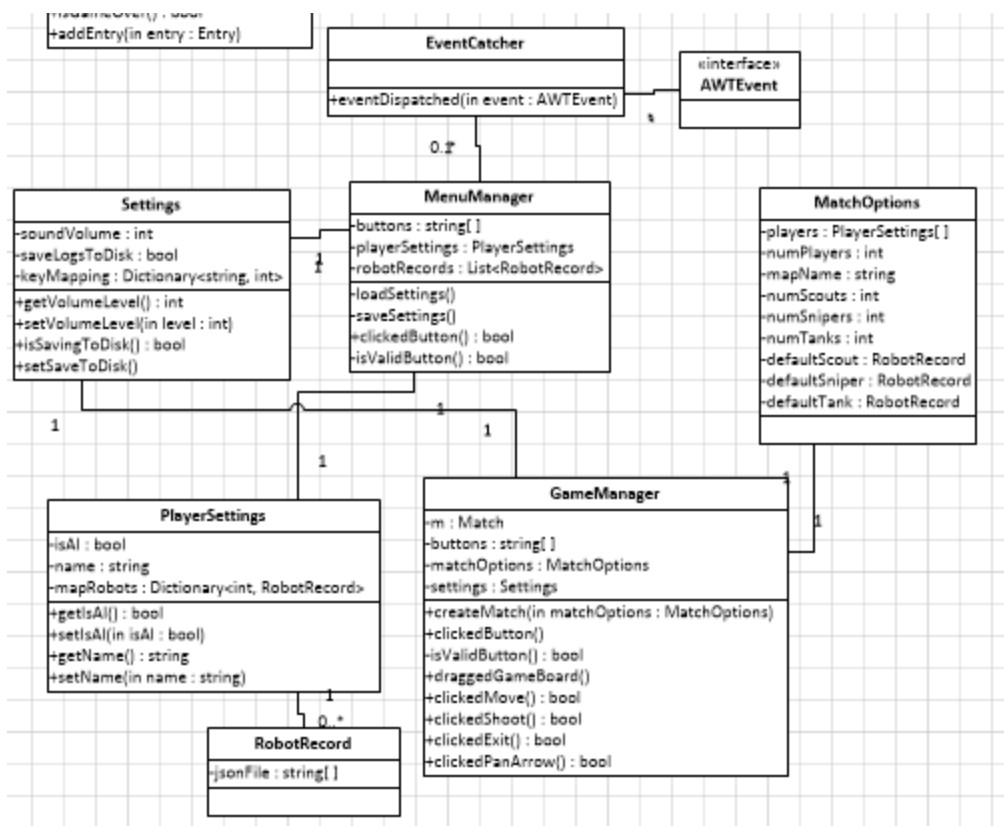 +addEntry(in entry : Entry)
EventCatcher
+eventDispatched(in event : AWTEvent)
«interface»
AWTEvent
*
Settings
-soundVolume : int
-saveLogsToDisk : bool
-keyMapping : Dictionary<string, int>
+getVolumeLevel() : int
+setVolumeLevel(in level : int)
+isSavingToDisk() : bool
+setSaveToDisk()
1
1
MenuManager
-buttons : string[ ]
-playerSettings : PlayerSettings
-robotRecords : List<RobotRecord>
-loadSettings()
-saveSettings()
+clickedButton() : bool
-isValidButton() : bool
MatchOptions
-players : PlayerSettings[ ]
-numPlayers : int
-mapName : string
-numScouts : int
-numSnipers : int
-numTanks : int
-defaultScout : RobotRecord
-defaultSniper : RobotRecord
-defaultTank : RobotRecord
1
1
1
1
PlayerSettings
-isAI : bool
-name : string
-mapRobots : Dictionary<int, RobotRecord>
+getIsAI() : bool
+setIsAI(in isAI : bool)
+getName() : string
+setName(in name : string)
1
0..*
RobotRecord
-jsonFile : string[ ]
GameManager
-m : Match
-buttons : string[ ]
-matchOptions : MatchOptions
-settings : Settings
+createMatch(in matchOptions : MatchOptions)
+clickedButton()
-isValidButton() : bool
+draggedGameBoard()
+clickedMove() : bool
+clickedShoot() : bool
+clickedExit() : bool
+clickedPanArrow() : bool
1
1